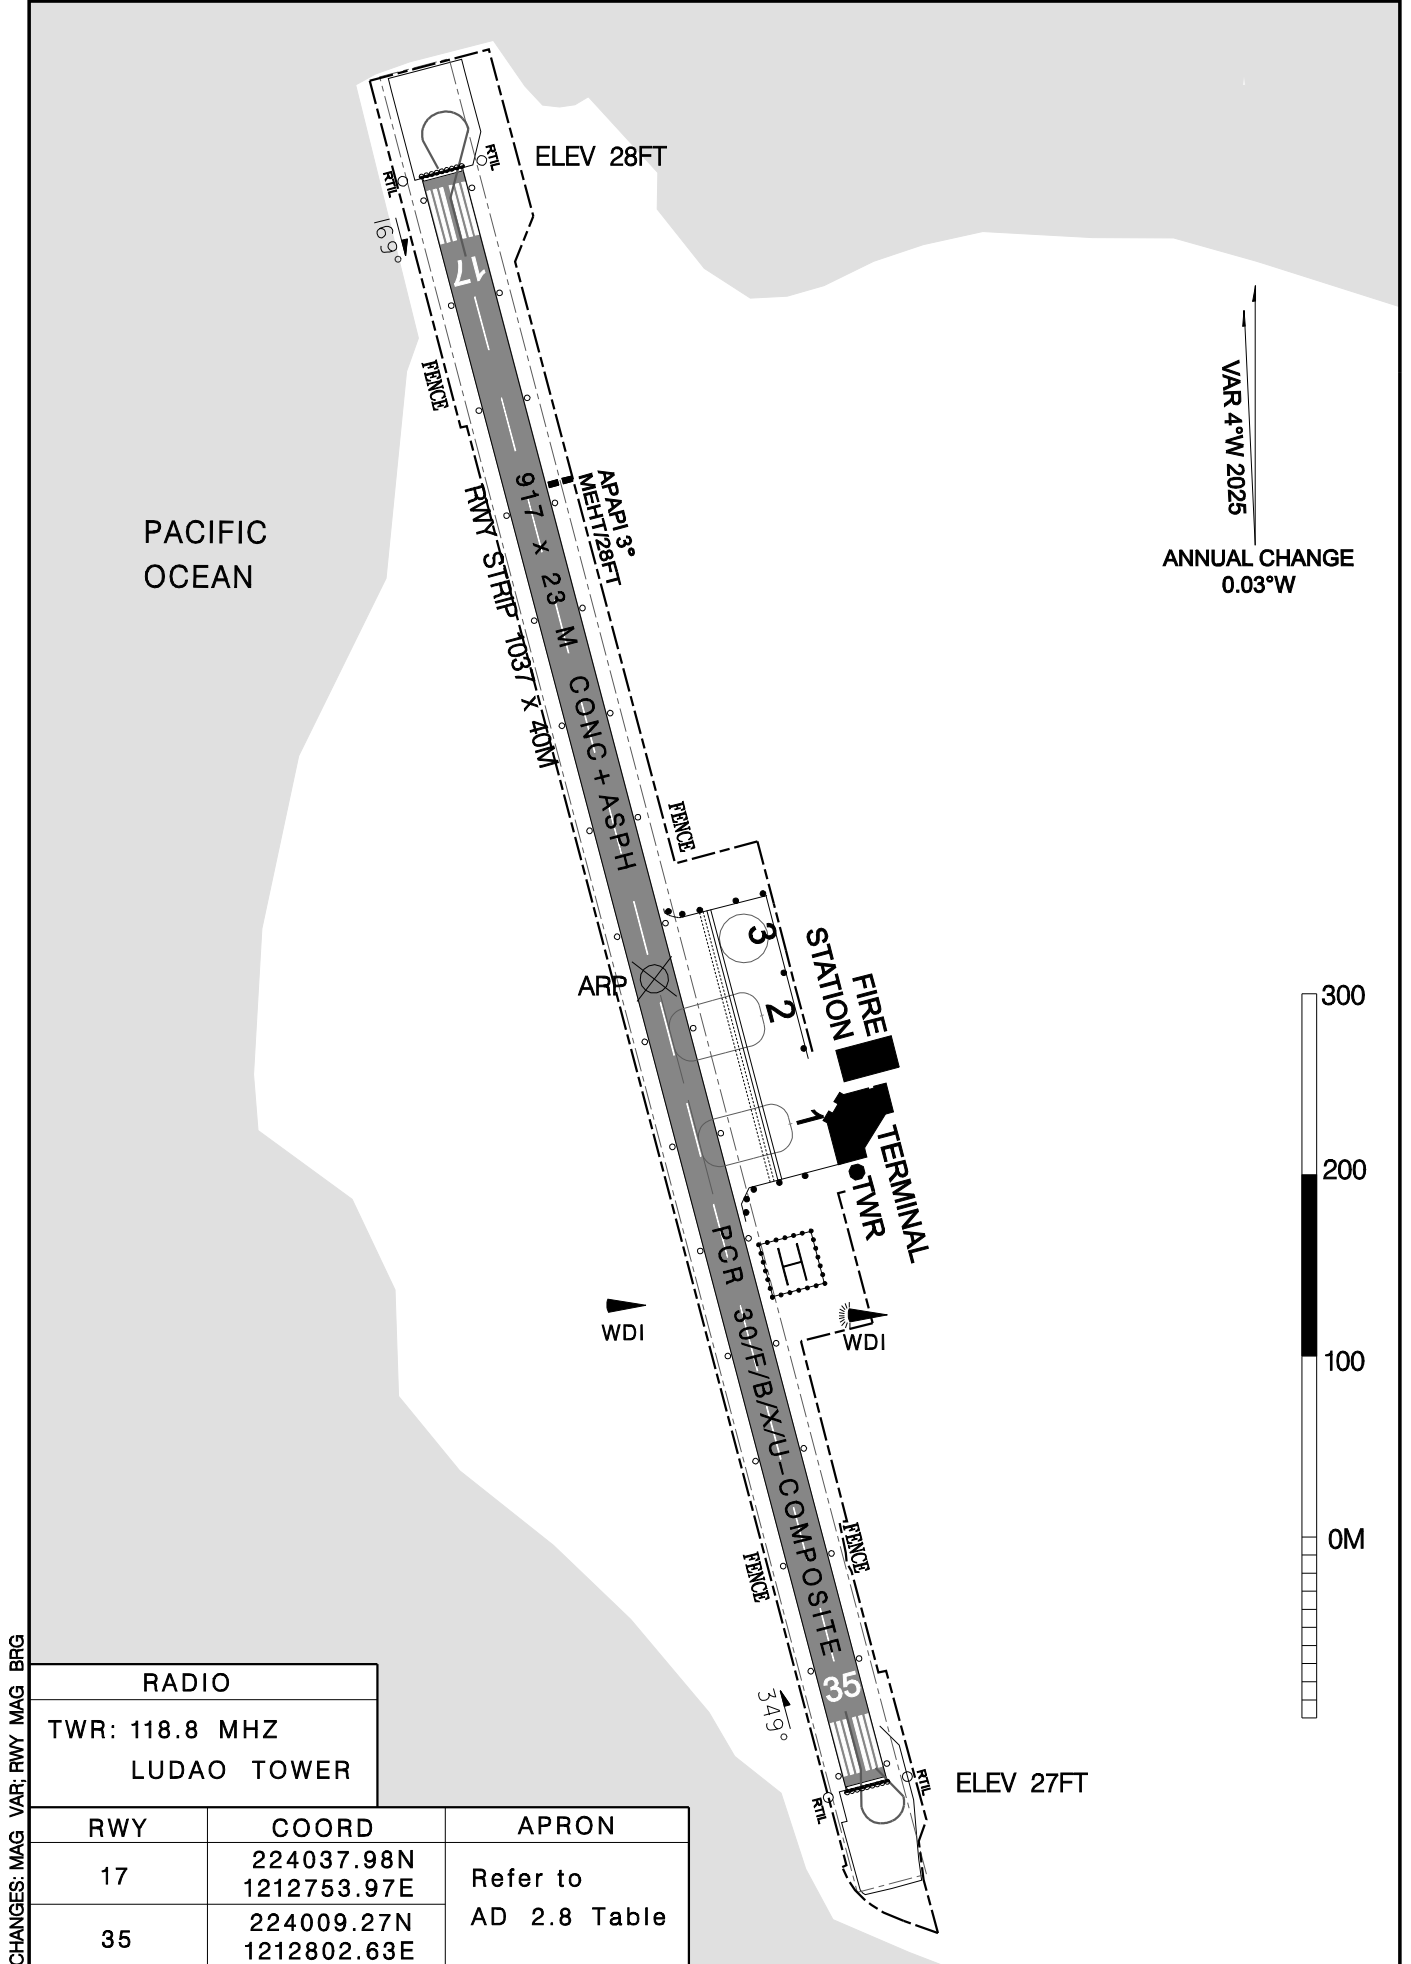 ELEV 28FT
RTIL
RTIL
169°
17
FENCE
VAR 4°W 2025
ANNUAL CHANGE
0.03°W
PACIFIC
OCEAN
APAPI 3°
MEHT/28FT
917 x 23 M CONC+ASPH
RWY STRIP 1037 x 40M
FENCE
3
2
1
STATION
FIRE
ARP
TERMINAL
TWR
H
WDI
WDI
PCR 30/F/B/X/U-COMPOSITE
300
200
100
0M
FENCE
FENCE
35
349°
RTIL
RTIL
ELEV 27FT
RADIO
TWR: 118.8 MHZ
LUDAO TOWER
RWY COORD APRON
17 224037.98N
1212753.97E
35 224009.27N
1212802.63E
Refer to
AD 2.8 Table
CHANGES: MAG VAR; RWY MAG BRG